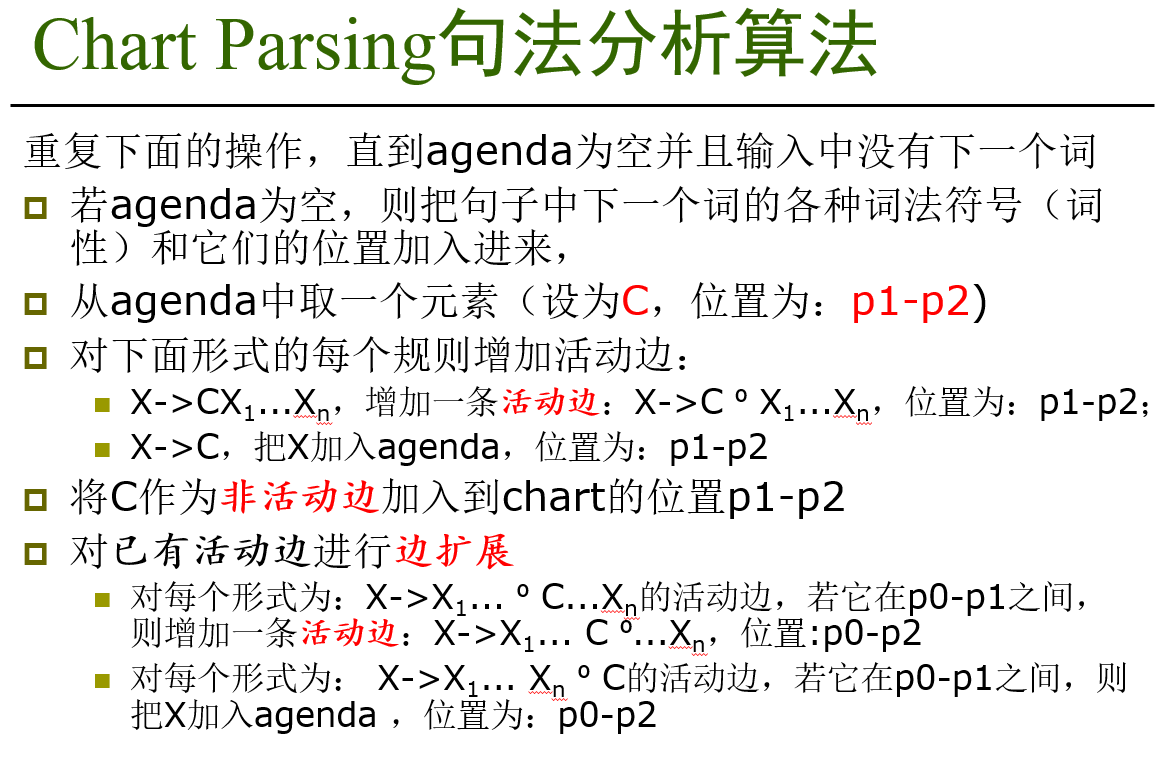 Chart Parsing句法分析算法
重复下面的操作，直到agenda为空并且输入中没有下一个词
若agenda为空，则把句子中下一个词的各种词法符号（词
性）和它们的位置加入进来，
从agenda中取一个元素（设为C，位置为：p1-p2)
对下面形式的每个规则增加活动边：
X->CX1...Xn，增加一条活动边：X->C º X1...Xn，位置为：p1-p2；
X->C，把X加入agenda，位置为：p1-p2
将C作为非活动边加入到chart的位置p1-p2
对已有活动边进行边扩展
对每个形式为：X->X1... º C...Xn的活动边，若它在p0-p1之间，
则增加一条活动边：X->X1... C º...Xn，位置:p0-p2
对每个形式为： X->X1... Xn º C的活动边，若它在p0-p1之间，则
把X加入agenda ，位置为：p0-p2